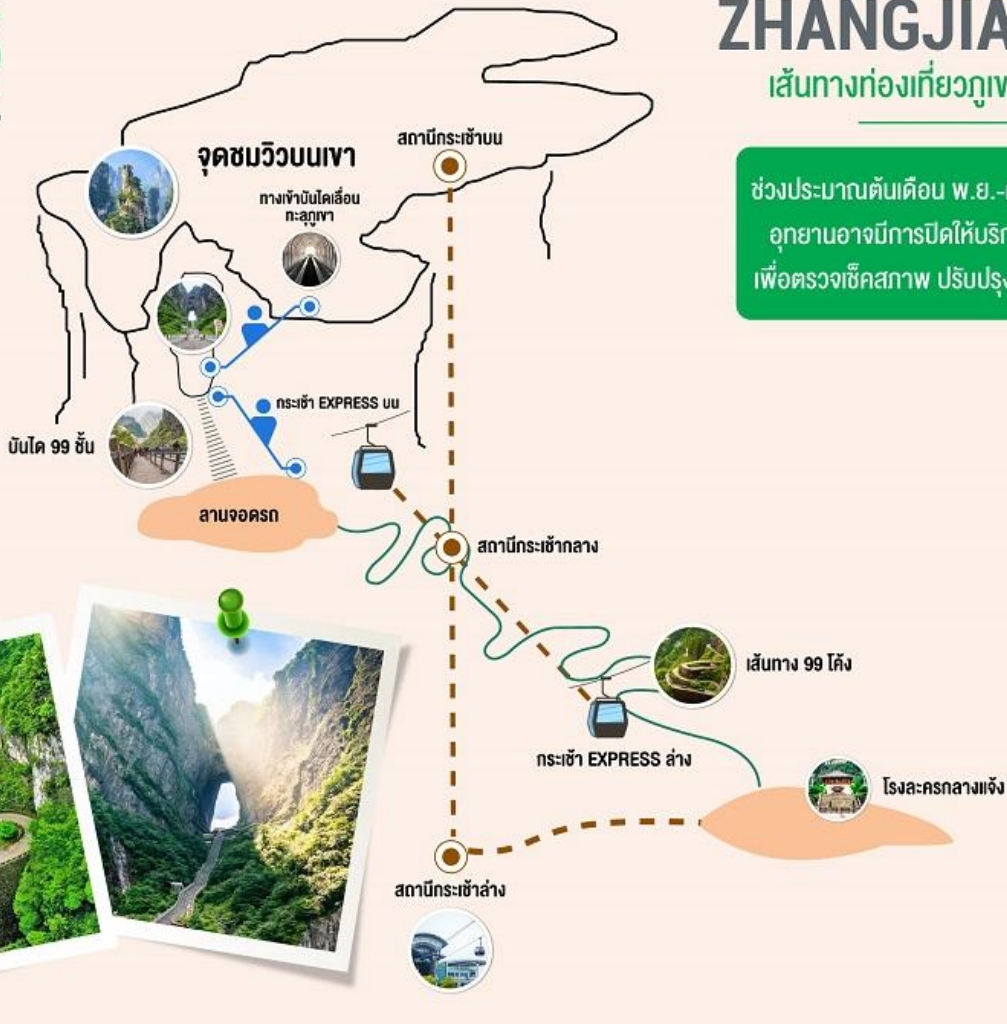 ZHANGJIA
เส้นทางท่องเที่ยวภูเข
ช่วงประมาณต้นเดือน พ.ย.-
อุทยานอาจมีการปิดให้บริก
เพื่อตรวจเช็คสภาพ ปรับปรุง
สถานีกระเช้าบน
จุดชมวิวบนเขา
ทางเข้าบันไดเลื่อน
ทะลุภูเขา
กระเช้า EXPRESS บน
บันได 99 ชั้น
ลานจอดรถ
สถานีกระเช้ากลาง
เส้นทาง 99 โค้ง
กระเช้า EXPRESS ล่าง
โรงละครกลางแจ้ง
สถานีกระเช้าล่าง